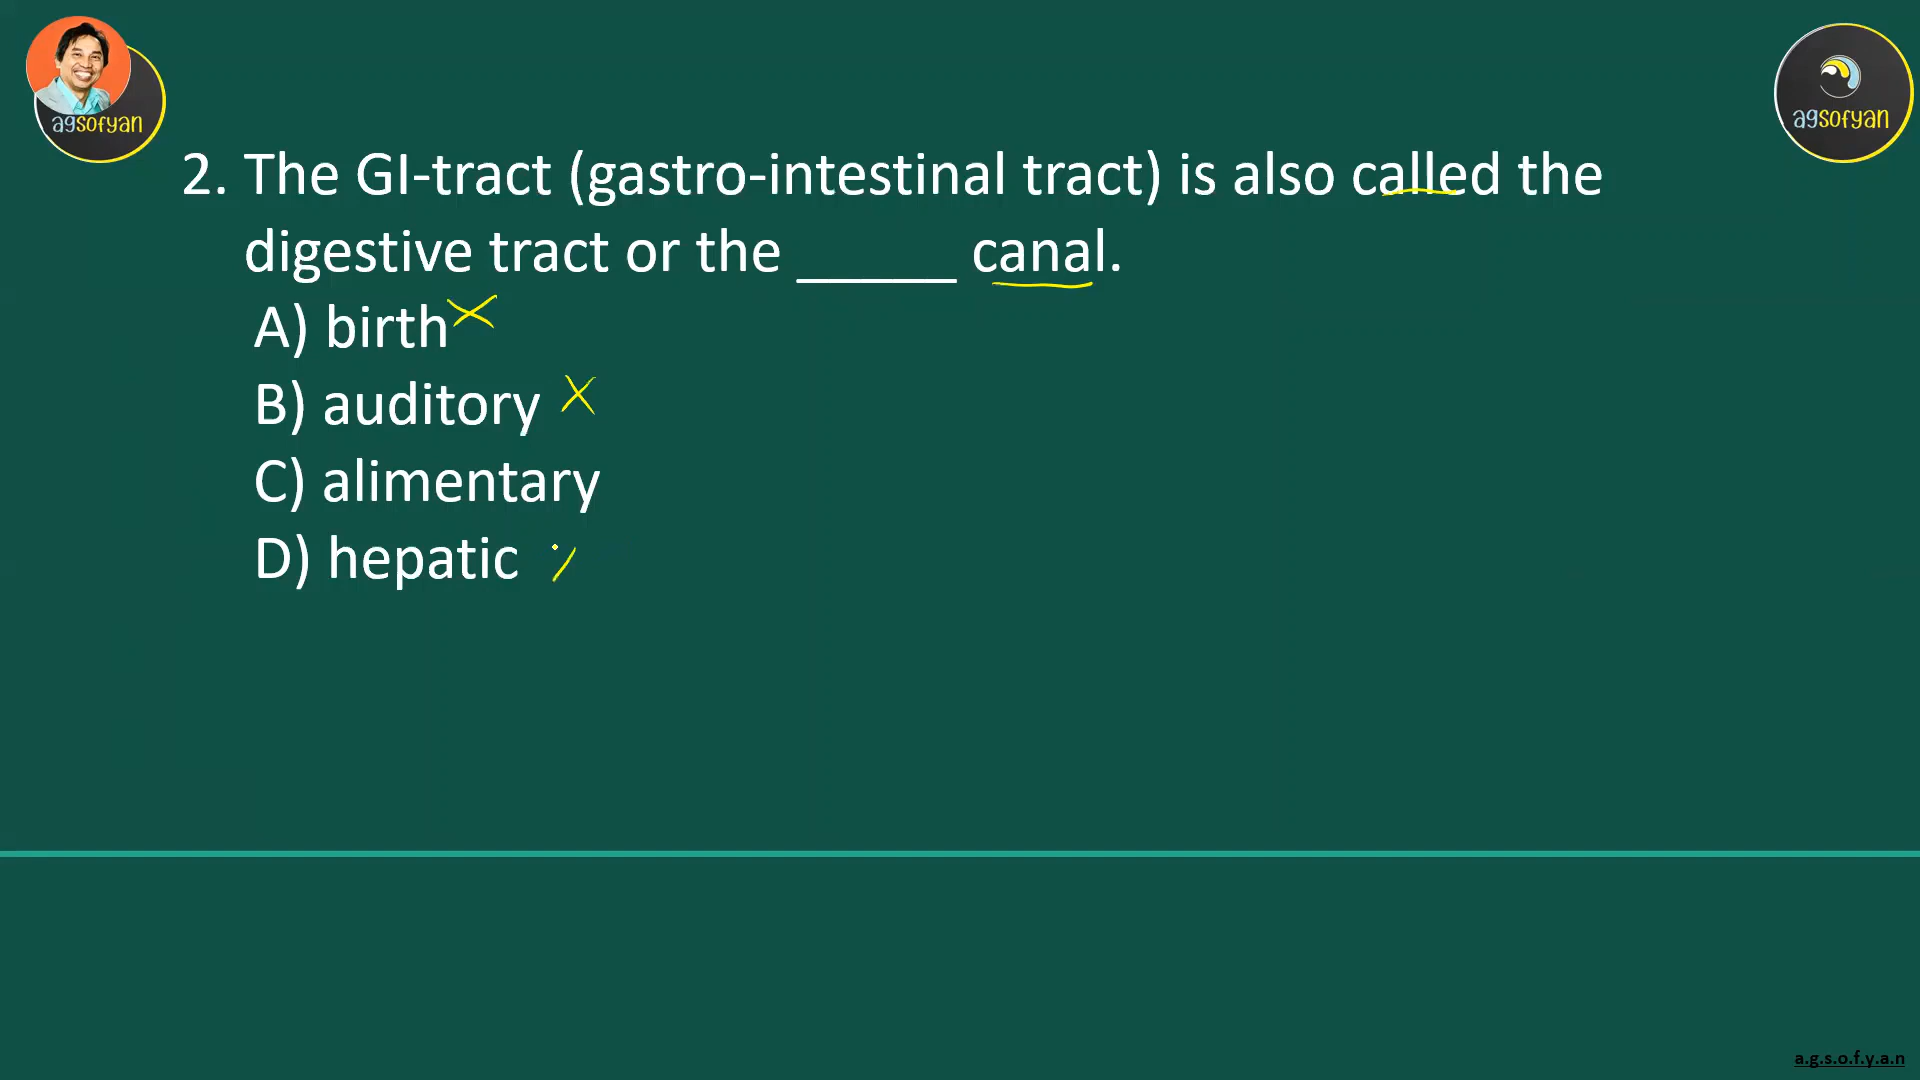 agsofyan
agsofyan
2. The GI-tract (gastro-intestinal tract) is also called the
digestive tract or the ______ canal.
A) birth
B) auditory
C) alimentary
D) hepatic
a.g.s.o.f.y.a.n